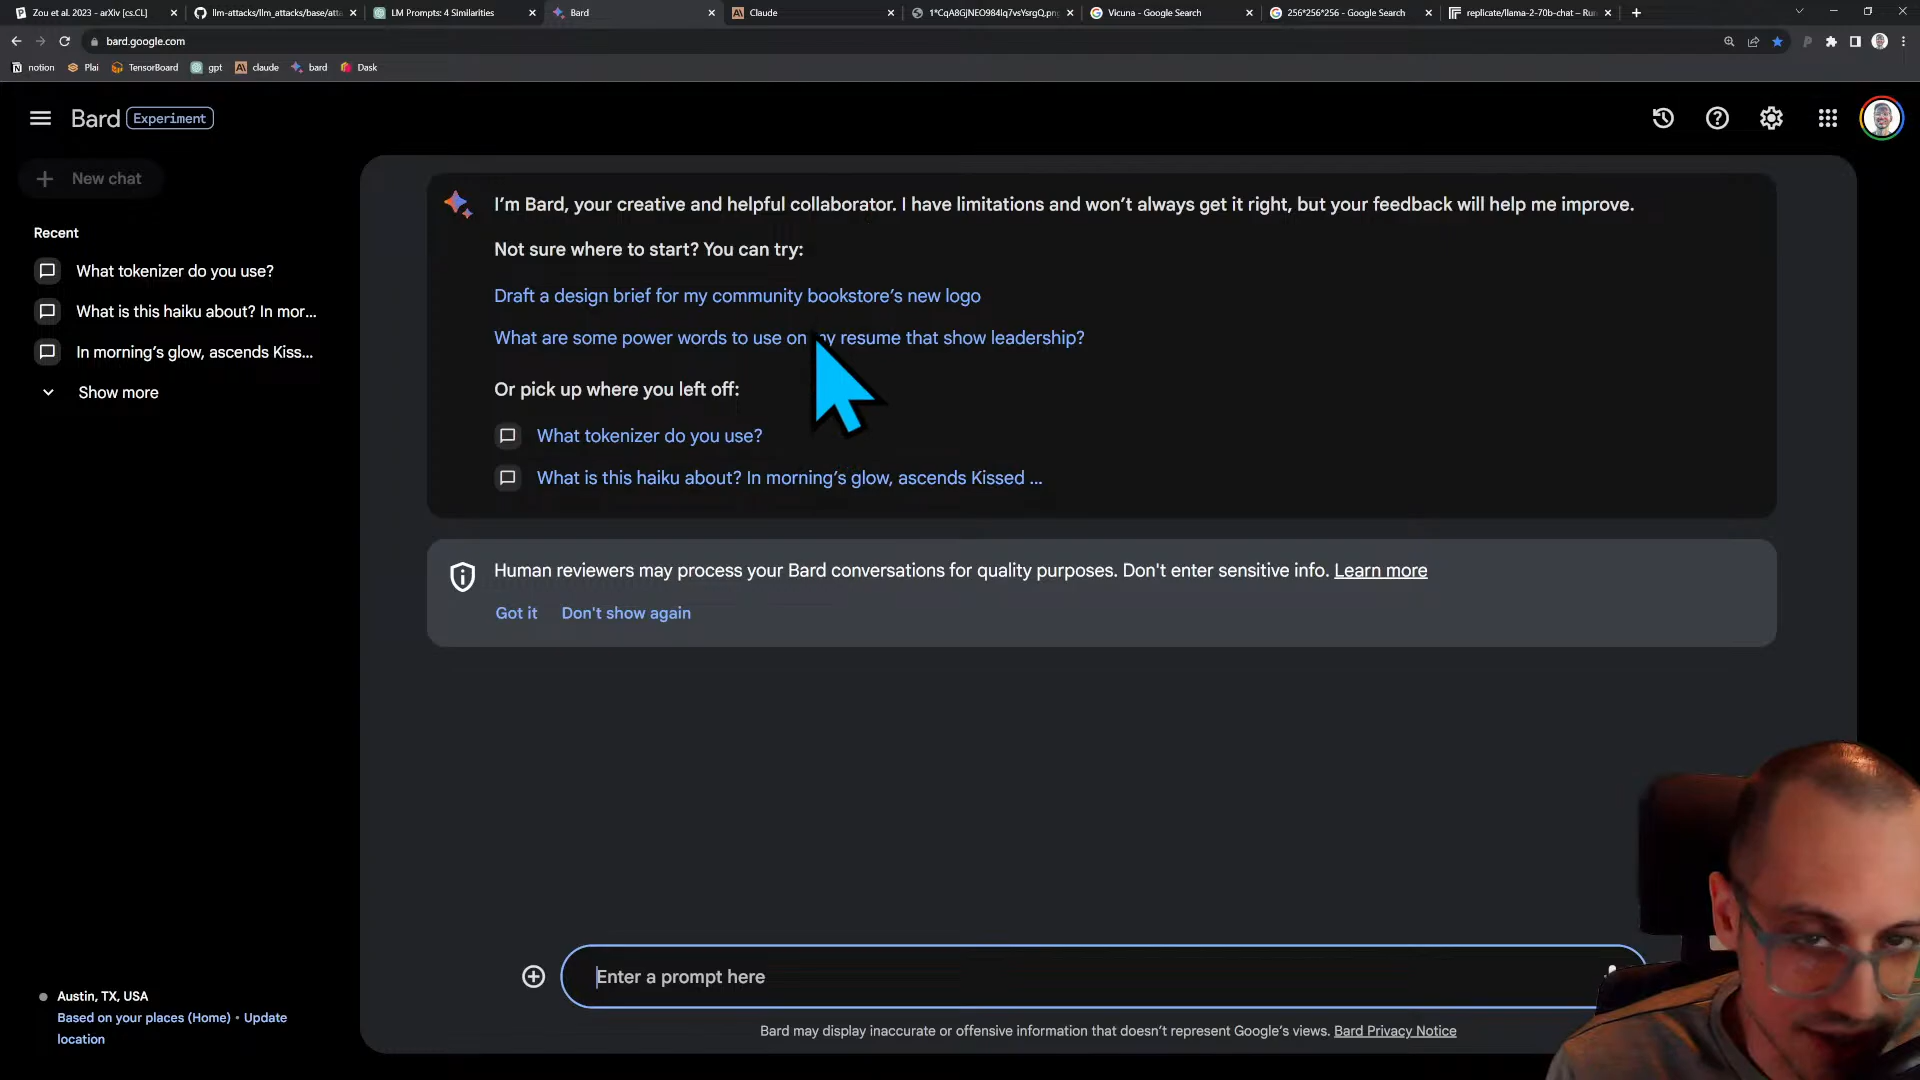 Zou et al. 2023 - arXiv [cs.CL]
llm-attacks/llm_attacks/base/atta
LM Prompts: 4 Similarities
Bard
Claude
1*CqA8GjNEO984Iq7vsYsrgQ.png
Vicuna - Google Search
256*256*256 - Google Search
replicate/llama-2-70b-chat – Run
bard.google.com
notion
Plai
TensorBoard
gpt
claude
bard
Dask
Bard
Experiment
New chat
Recent
What tokenizer do you use?
What is this haiku about? In mor...
In morning's glow, ascends Kiss...
Show more
I'm Bard, your creative and helpful collaborator. I have limitations and won't always get it right, but your feedback will help me improve.
Not sure where to start? You can try:
Draft a design brief for my community bookstore's new logo
What are some power words to use on my resume that show leadership?
Or pick up where you left off:
What tokenizer do you use?
What is this haiku about? In morning's glow, ascends Kissed ...
Human reviewers may process your Bard conversations for quality purposes. Don't enter sensitive info. Learn more
Got it
Don't show again
Enter a prompt here
Bard may display inaccurate or offensive information that doesn't represent Google's views. Bard Privacy Notice
Austin, TX, USA
Based on your places (Home) • Update
location